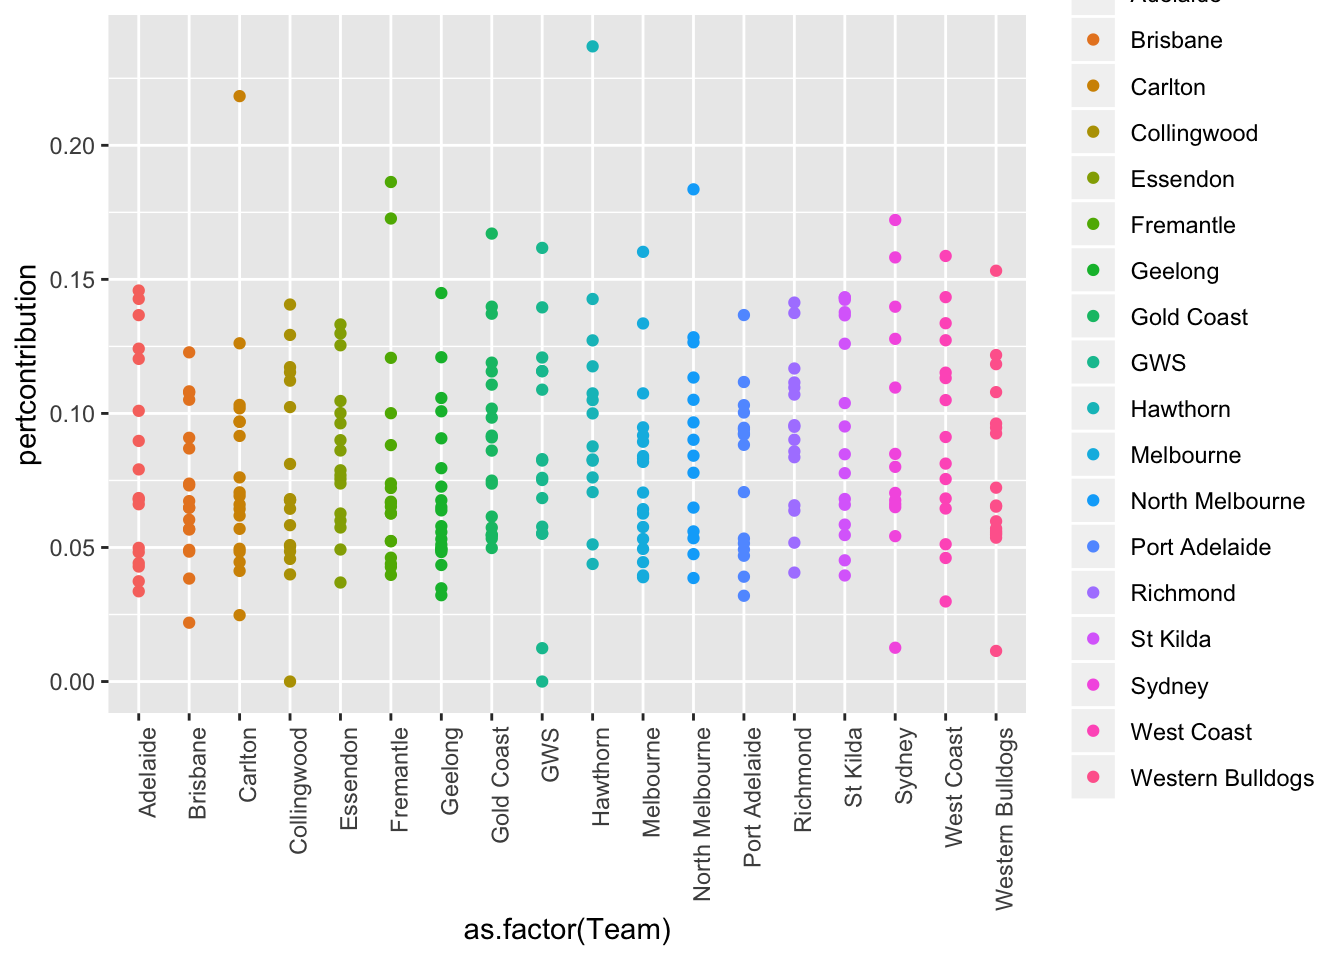 Adelaide
Brisbane
Carlton
Collingwood
Essendon
Fremantle
Geelong
Gold Coast
GWS
Hawthorn
Melbourne
North Melbourne
Port Adelaide
Richmond
St Kilda
Sydney
West Coast
Western Bulldogs
pertcontribution
0.20
0.15
0.10
0.05
0.00
Adelaide
Brisbane
Carlton
Collingwood
Essendon
Fremantle
Geelong
Gold Coast
GWS
Hawthorn
Melbourne
North Melbourne
Port Adelaide
Richmond
St Kilda
Sydney
West Coast
Western Bulldogs
as.factor(Team)